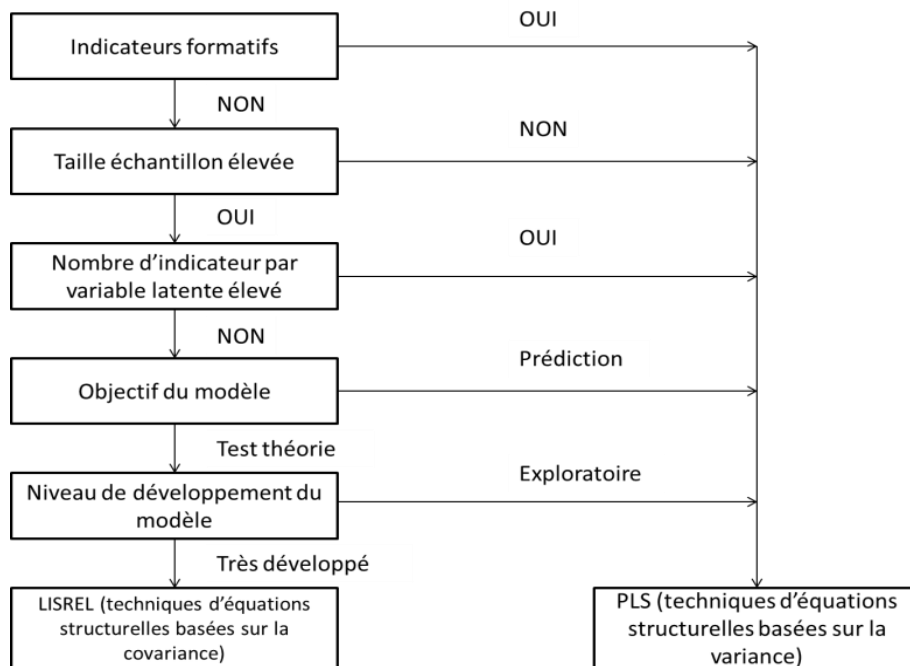 OUI
Indicateurs formatifs
NON
NON
Taille échantillon élevée
OUI
OUI
Nombre d'indicateur par
variable latente élevé
NON
Prédiction
Objectif du modèle
Test théorie
Exploratoire
Niveau de développement du
modèle
Très développé
LISREL (techniques d'équations
structurelles basées sur la
covariance)
PLS (techniques d'équations
structurelles basées sur la
variance)